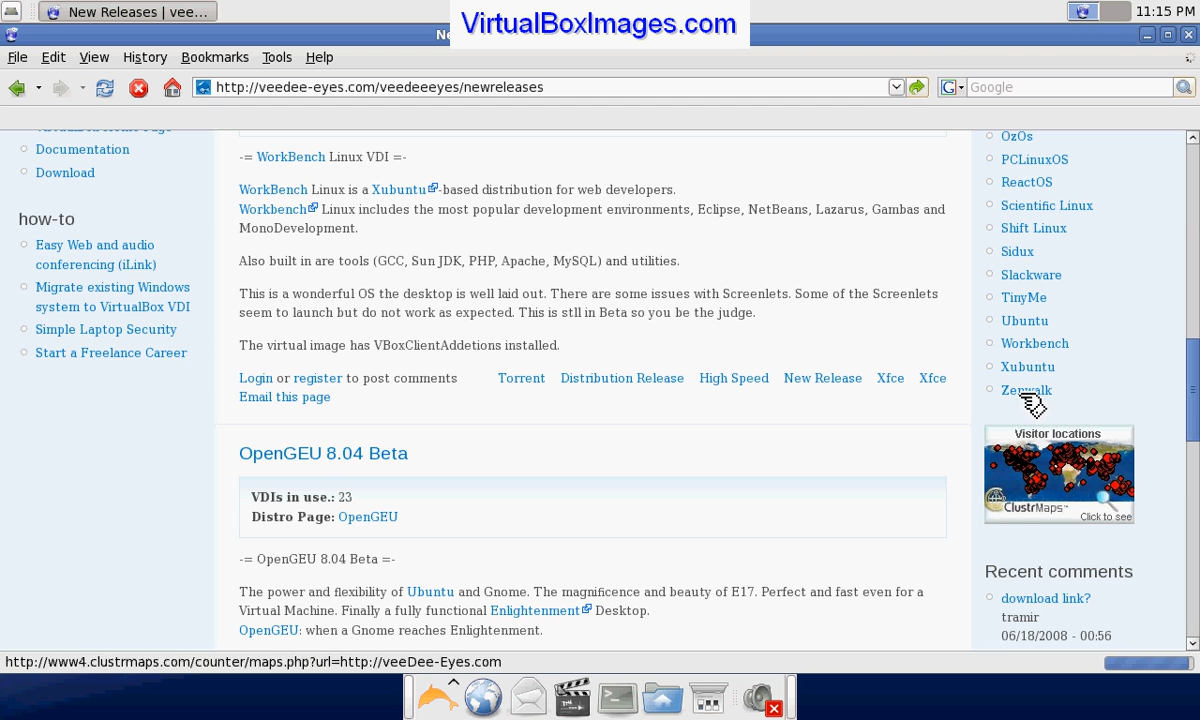 New Releases | vee...
VirtualBoxImages.com
11:15 PM
Ne
File Edit View History Bookmarks Tools Help
http://veedee-eyes.com/veedeeeyes/newreleases
G Google
Documentation
Download
how-to
Easy Web and audio
conferencing (iLink)
Migrate existing Windows
system to VirtualBox VDI
Simple Laptop Security
Start a Freelance Career
-= WorkBench Linux VDI =-
WorkBench Linux is a Xubuntu-based distribution for web developers.
Workbench Linux includes the most popular development environments, Eclipse, NetBeans, Lazarus, Gambas and
MonoDevelopment.
Also built in are tools (GCC, Sun JDK, PHP, Apache, MySQL) and utilities.
This is a wonderful OS the desktop is well laid out. There are some issues with Screenlets. Some of the Screenlets
seem to launch but do not work as expected. This is stll in Beta so you be the judge.
The virtual image has VBoxClientAddetions installed.
Login or register to post comments Torrent Distribution Release High Speed New Release Xfce Xfce
Email this page
OpenGEU 8.04 Beta
VDIs in use.: 23
Distro Page: OpenGEU
-= OpenGEU 8.04 Beta =-
The power and flexibility of Ubuntu and Gnome. The magnificence and beauty of E17. Perfect and fast even for a
Virtual Machine. Finally a fully functional Enlightenment Desktop.
OpenGEU: when a Gnome reaches Enlightenment.
OzOs
PCLinuxOS
ReactOS
Scientific Linux
Shift Linux
Sidux
Slackware
TinyMe
Ubuntu
Workbench
Xubuntu
Zenwalk
Visitor locations
ClustrMaps™
Click to see
Recent comments
download link?
tramir
06/18/2008 - 00:56
http://www4.clustrmaps.com/counter/maps.php?url=http://veeDee-Eyes.com